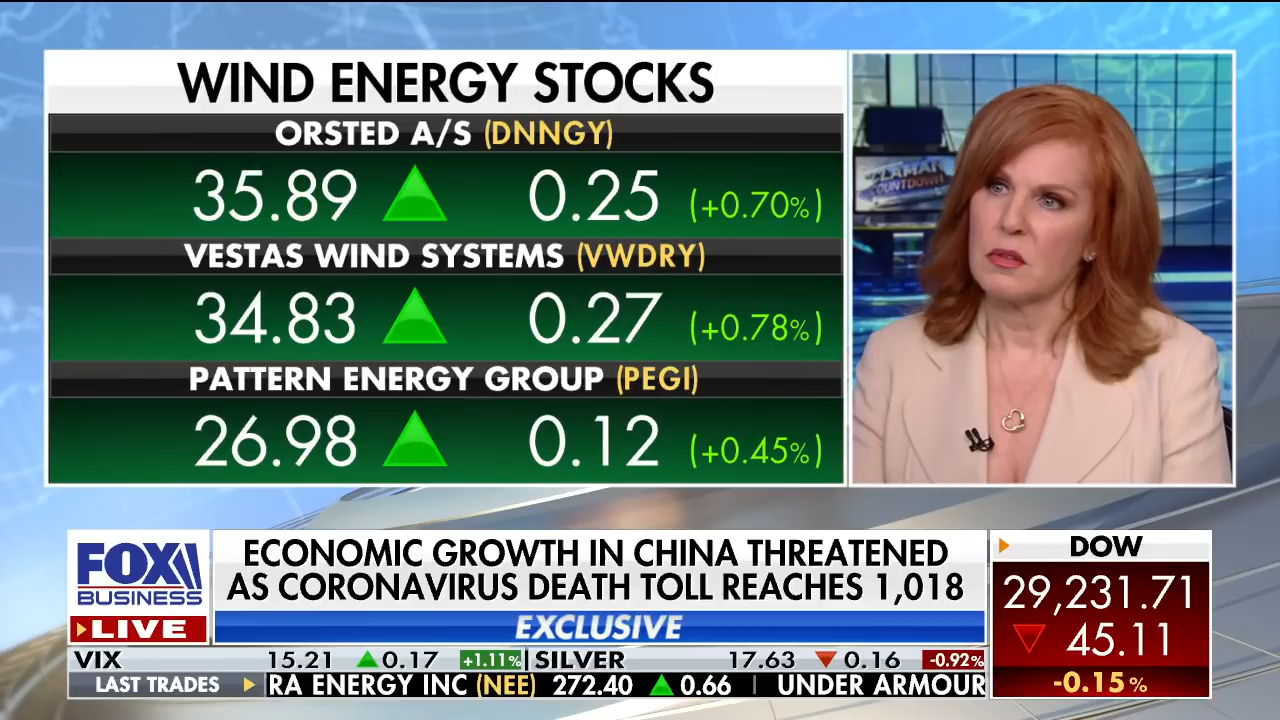 WIND ENERGY STOCKS
ORSTED A/S (DNNGY)
35.89 ▲ 0.25 (+0.70%)
VESTAS WIND SYSTEMS (VWDRY)
34.83 ▲ 0.27 (+0.78%)
PATTERN ENERGY GROUP (PEGI)
26.98 ▲ 0.12 (+0.45%)
CLAMAN
COUNTDOWN
FOX
BUSINESS
LIVE
ECONOMIC GROWTH IN CHINA THREATENED
AS CORONAVIRUS DEATH TOLL REACHES 1,018
EXCLUSIVE
DOW
29,231.71
▼ 45.11
-0.15%
VIX 15.21 ▲ 0.17 +1.11% SILVER 17.63 ▼ 0.16 -0.92%
LAST TRADES RA ENERGY INC (NEE) 272.40 ▲ 0.66 | UNDER ARMOUR